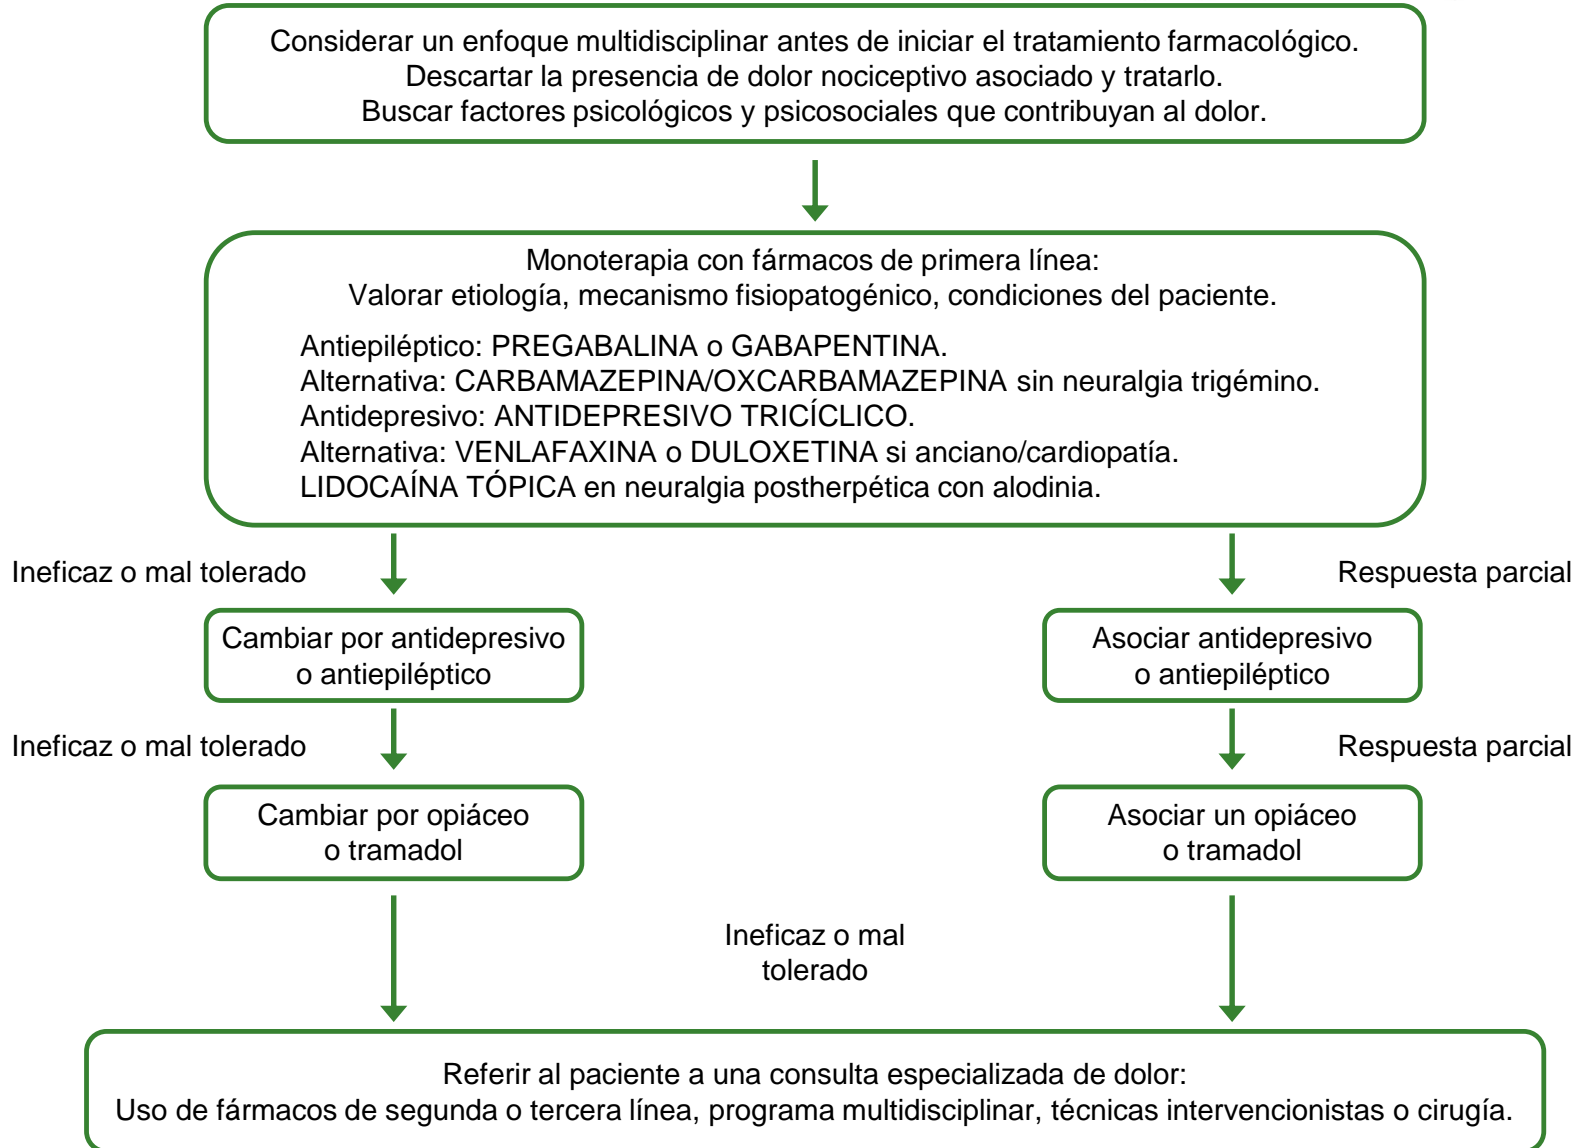 Considerar un enfoque multidisciplinar antes de iniciar el tratamiento farmacológico.
Descartar la presencia de dolor nociceptivo asociado y tratarlo.
Buscar factores psicológicos y psicosociales que contribuyan al dolor.
Monoterapia con fármacos de primera línea:
Valorar etiología, mecanismo fisiopatogénico, condiciones del paciente.
Antiepiléptico: PREGABALINA o GABAPENTINA.
Alternativa: CARBAMAZEPINA/OXCARBAMAZEPINA sin neuralgia trigémino.
Antidepresivo: ANTIDEPRESIVO TRICÍCLICO.
Alternativa: VENLAFAXINA o DULOXETINA si anciano/cardiopatía.
LIDOCAÍNA TÓPICA en neuralgia postherpética con alodinia.
Ineficaz o mal tolerado
Respuesta parcial
Cambiar por antidepresivo
o antiepiléptico
Asociar antidepresivo
o antiepiléptico
Ineficaz o mal tolerado
Respuesta parcial
Cambiar por opiáceo
o tramadol
Asociar un opiáceo
o tramadol
Ineficaz o mal
tolerado
Referir al paciente a una consulta especializada de dolor:
Uso de fármacos de segunda o tercera línea, programa multidisciplinar, técnicas intervencionistas o cirugía.